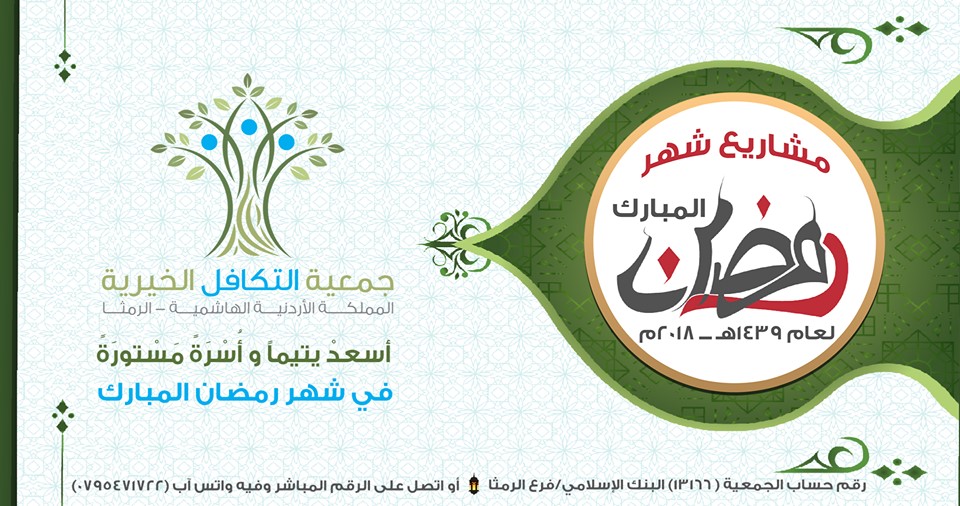 مشاريع شهر
رمضان
المبارك
لعام ١٤٣٩هـ – ٢٠١٨م
جمعية التكافل الخيرية
المملكة الأردنية الهاشمية – الرمثا
أسعدْ يتيماً و أُسْرَةً مَسْتورَةً
في شهر رمضان المبارك
رقم حساب الجمعية (١٣١٦٦) البنك الإسلامي/فرع الرمثا أو اتصل على الرقم المباشر وفيه واتس آب (٠٧٩٥٤٧١٧٢٢)